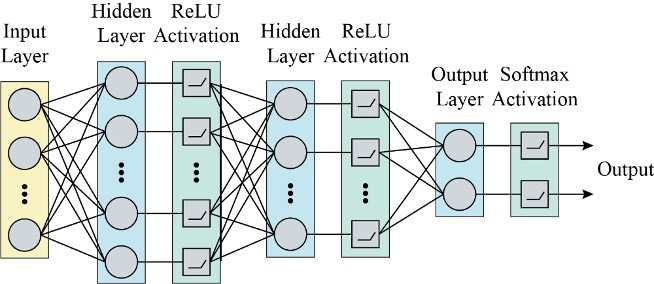 Input
Layer
Hidden
Layer
ReLU
Activation
Hidden
Layer
ReLU
Activation
Output
Layer
Softmax
Activation
Output